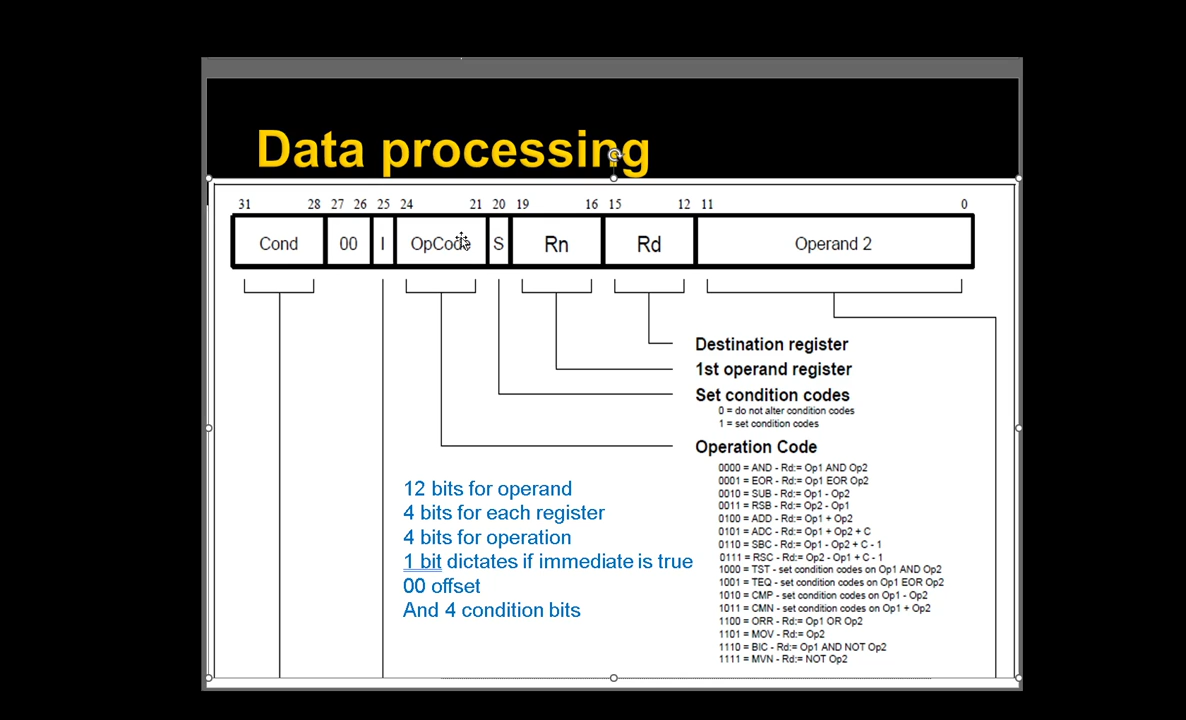 Data processing
31 28 27 26 25 24 21 20 19 16 15 12 11 0
Cond 00 I OpCode S Rn Rd Operand 2
Destination register
1st operand register
Set condition codes
0 = do not alter condition codes
1 = set condition codes
Operation Code
0000 = AND - Rd:= Op1 AND Op2
0001 = EOR - Rd:= Op1 EOR Op2
0010 = SUB - Rd:= Op1 - Op2
0011 = RSB - Rd:= Op2 - Op1
0100 = ADD - Rd:= Op1 + Op2
0101 = ADC - Rd:= Op1 + Op2 + C
0110 = SBC - Rd:= Op1 - Op2 + C - 1
0111 = RSC - Rd:= Op2 - Op1 + C - 1
1000 = TST - set condition codes on Op1 AND Op2
1001 = TEQ - set condition codes on Op1 EOR Op2
1010 = CMP - set condition codes on Op1 - Op2
1011 = CMN - set condition codes on Op1 + Op2
1100 = ORR - Rd:= Op1 OR Op2
1101 = MOV - Rd:= Op2
1110 = BIC - Rd:= Op1 AND NOT Op2
1111 = MVN - Rd:= NOT Op2
12 bits for operand
4 bits for each register
4 bits for operation
1 bit dictates if immediate is true
00 offset
And 4 condition bits